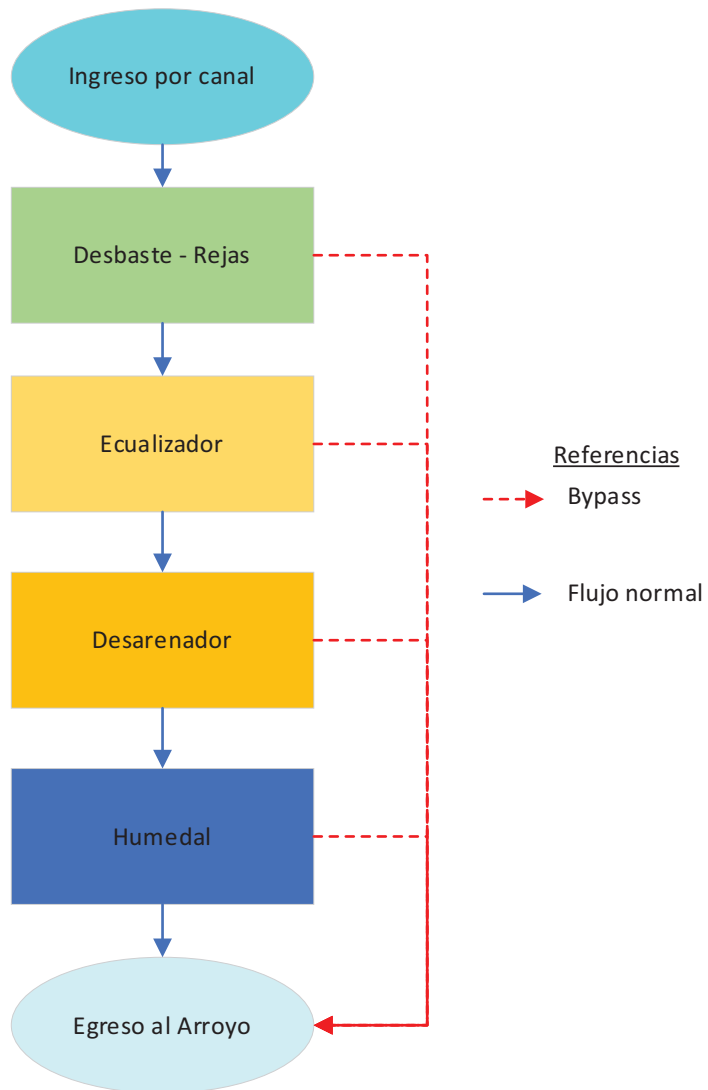 Ingreso por canal
Desbaste - Rejas
Ecualizador
Referencias
Bypass
Flujo normal
Desarenador
Humedal
Egreso al Arroyo